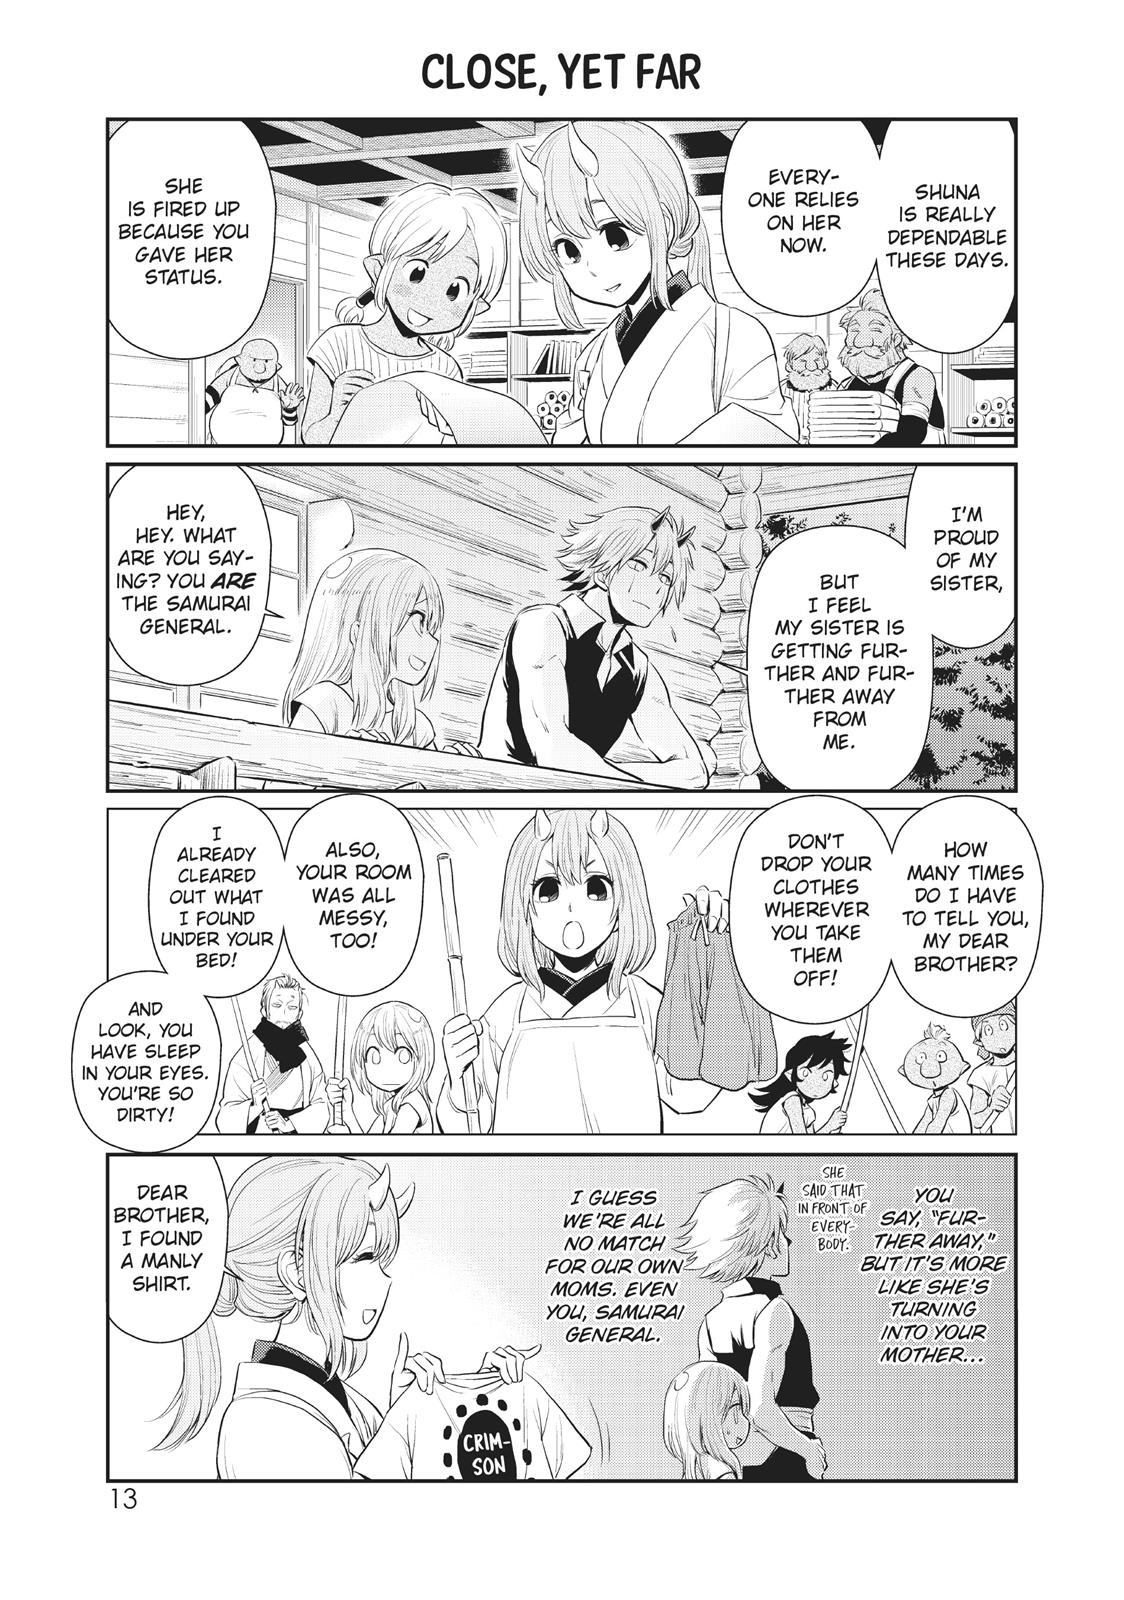 CLOSE, YET FAR
SHUNA
IS REALLY
DEPENDABLE
THESE DAYS.
EVERY-
ONE RELIES
ON HER
NOW.
SHE
IS FIRED UP
BECAUSE YOU
GAVE HER
STATUS.
I'M
PROUD
OF MY
SISTER,
BUT
I FEEL
MY SISTER IS
GETTING FUR-
THER AND FUR-
THER AWAY
FROM
ME.
HEY,
HEY. WHAT
ARE YOU SAY-
ING? YOU ARE
THE SAMURAI
GENERAL.
HOW
MANY TIMES
DO I HAVE
TO TELL YOU,
MY DEAR
BROTHER?
DON'T
DROP YOUR
CLOTHES
WHEREVER
YOU TAKE
THEM
OFF!
ALSO,
YOUR ROOM
WAS ALL
MESSY,
TOO!
I
ALREADY
CLEARED
OUT WHAT
I FOUND
UNDER YOUR
BED!
AND
LOOK, YOU
HAVE SLEEP
IN YOUR EYES.
YOU'RE SO
DIRTY!
YOU
SAY, "FUR-
THER AWAY,"
BUT IT'S MORE
LIKE SHE'S
TURNING
INTO YOUR
MOTHER...
SHE
SAID THAT
IN FRONT OF
EVERY-
BODY.
I GUESS
WE'RE ALL
NO MATCH
FOR OUR OWN
MOMS. EVEN
YOU, SAMURAI
GENERAL.
DEAR
BROTHER,
I FOUND
A MANLY
SHIRT.
CRIM-
SON
13